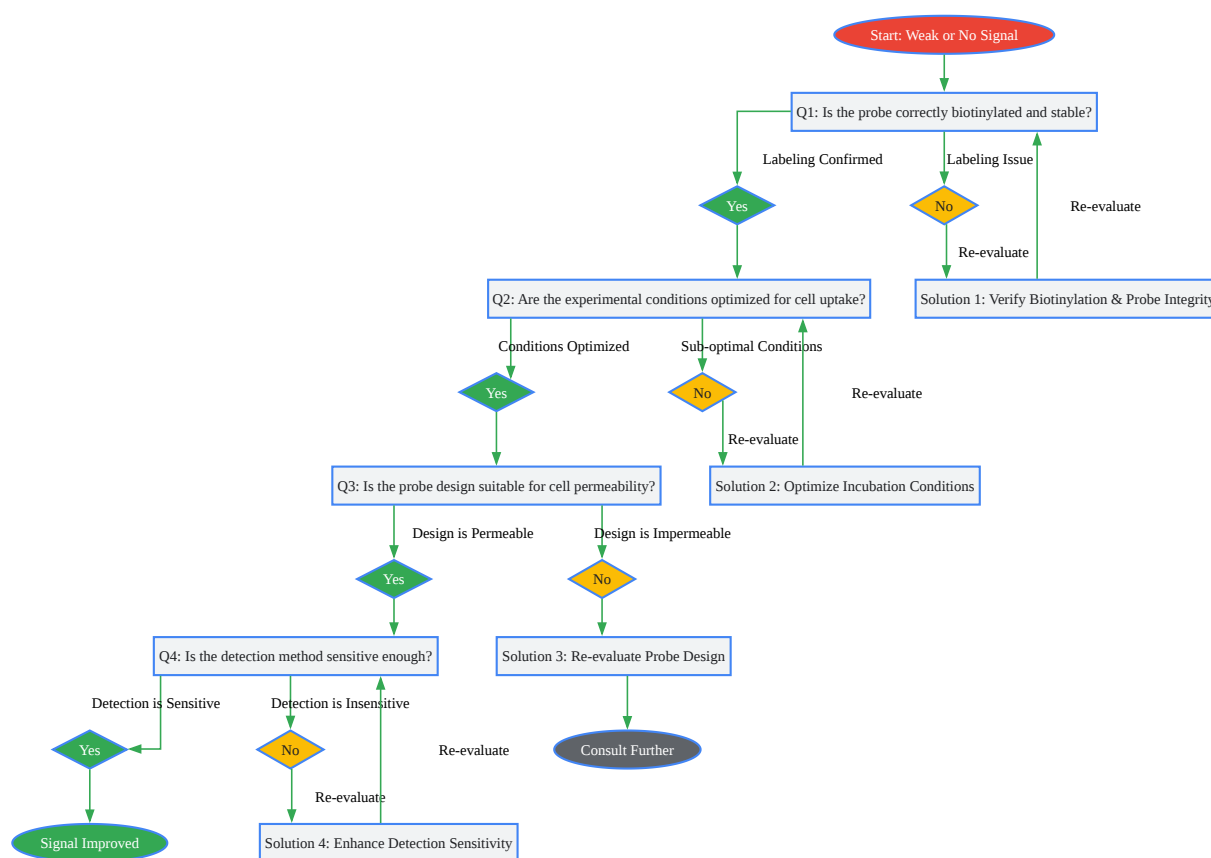 Start: Weak or No Signal
Q1: Is the probe correctly biotinylated and stable?
Labeling Confirmed
Labeling Issue
Yes
No
Re-evaluate
Re-evaluate
Q2: Are the experimental conditions optimized for cell uptake?
Solution 1: Verify Biotinylation & Probe Integrity
Conditions Optimized
Sub-optimal Conditions
Yes
No
Re-evaluate
Re-evaluate
Q3: Is the probe design suitable for cell permeability?
Solution 2: Optimize Incubation Conditions
Design is Permeable
Design is Impermeable
Yes
No
Q4: Is the detection method sensitive enough?
Solution 3: Re-evaluate Probe Design
Detection is Sensitive
Detection is Insensitive
Yes
No
Re-evaluate
Consult Further
Re-evaluate
Signal Improved
Solution 4: Enhance Detection Sensitivity